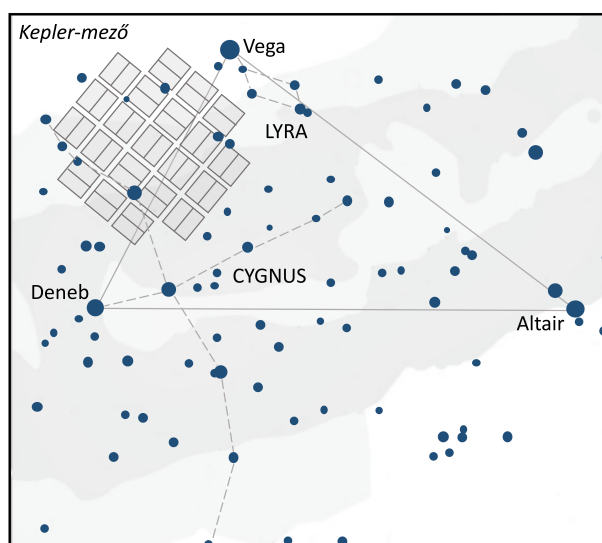 Kepler-mező
Vega
LYRA
CYGNUS
Deneb
Altair